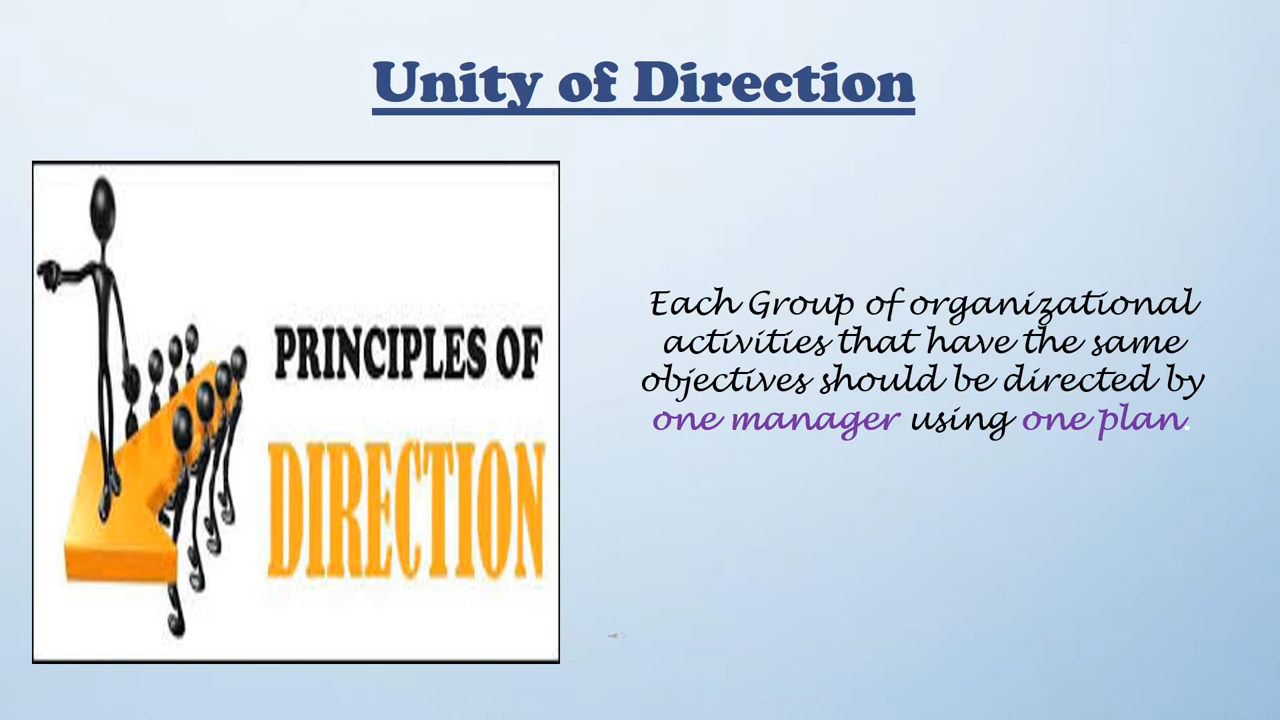 Unity of Direction
PRINCIPLES OF
DIRECTION
Each Group of organizational
activities that have the same
objectives should be directed by
one manager using one plan.